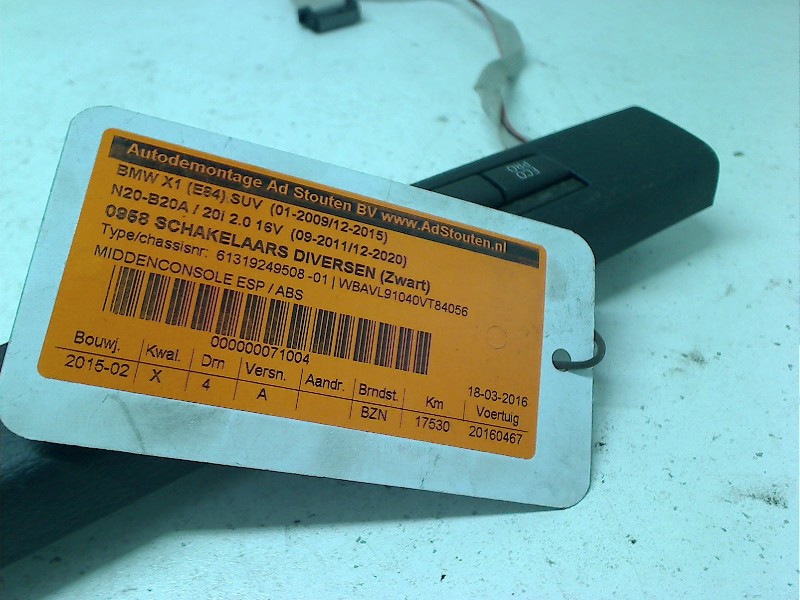 Autodemontage Ad Stouten BV www.AdStouten.nl
BMW X1 (E84) SUV (01-2009/12-2015)
N20-B20A / 20i 2.0 16V (09-2011/12-2020)
0958 SCHAKELAARS DIVERSEN (Zwart)
Type/chassisnr: 61319249508-01 | WBAVL91040VT84056
MIDDENCONSOLE ESP / ABS
000000071004
18-03-2016
Bouwj. Kwal. Drn Versn. Aandr. Brndst. Km Voertuig
2015-02 X 4 A BZN 17530 20160467
ECO
PRO